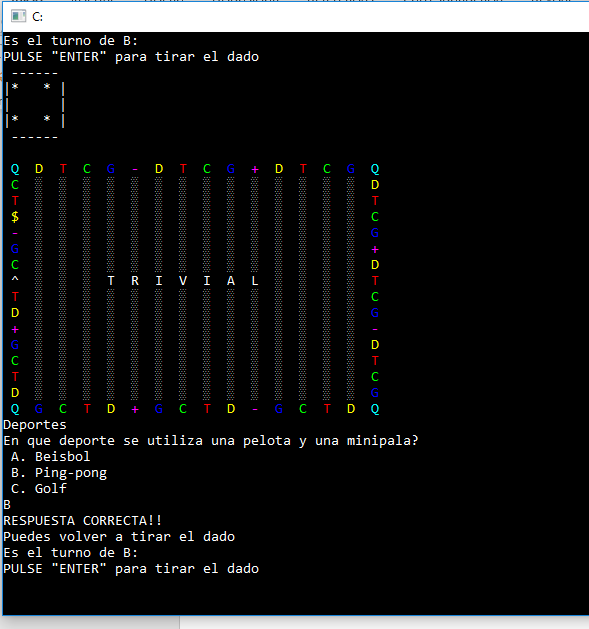 C:
Es el turno de B:
PULSE "ENTER" para tirar el dado
------
|* * |
| |
|* * |
------
Q D T C G - D T C G + D T C G Q
C D
T T
$ C
- G
G +
C D
^ T R I V I A L T
T C
D G
+ -
G D
C T
T C
D G
Q G C T D + G C T D - G C T D Q
Deportes
En que deporte se utiliza una pelota y una minipala?
A. Beisbol
B. Ping-pong
C. Golf
B
RESPUESTA CORRECTA!!
Puedes volver a tirar el dado
Es el turno de B:
PULSE "ENTER" para tirar el dado